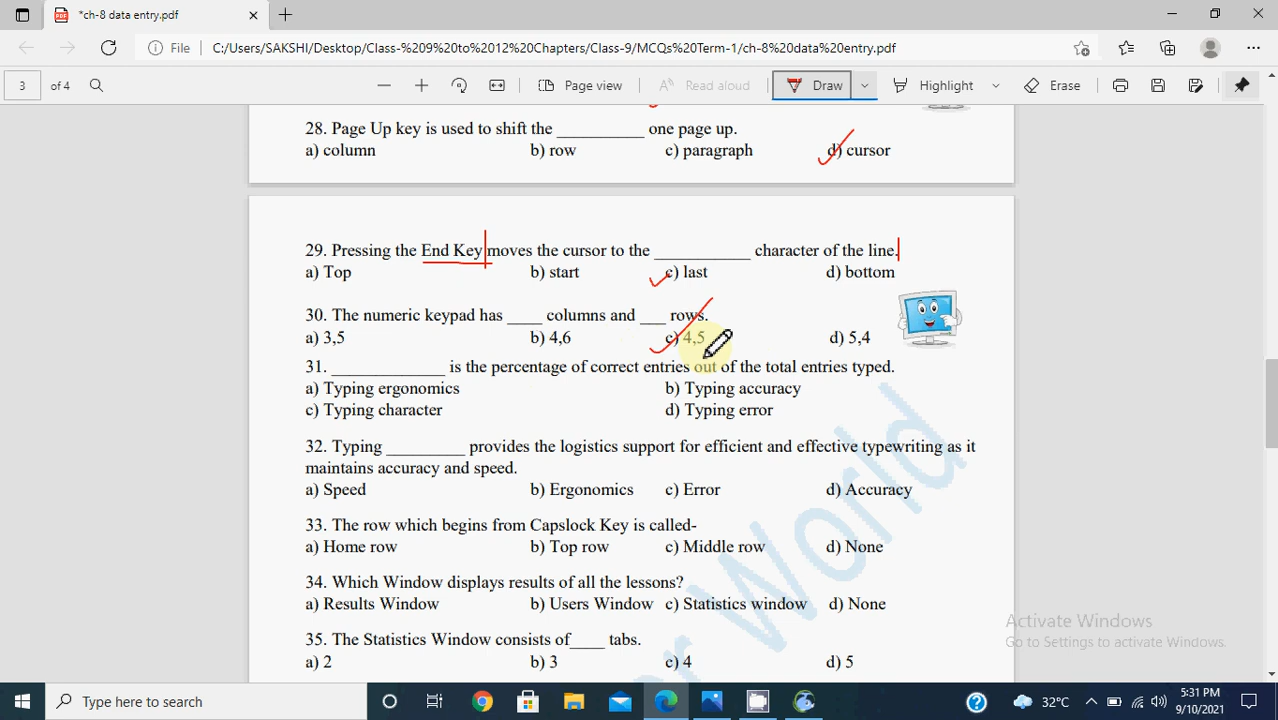 *ch-8 data entry.pdf
File C:/Users/SAKSHI/Desktop/Class-%209%20to%2012%20Chapters/Class-9/MCQs%20Term-1/ch-8%20data%20entry.pdf
3 of 4 Page view Read aloud Draw Highlight Erase
28. Page Up key is used to shift the __________ one page up.
a) column b) row c) paragraph d) cursor
29. Pressing the End Key moves the cursor to the ___________ character of the line.
a) Top b) start c) last d) bottom
30. The numeric keypad has ____ columns and ___ rows.
a) 3,5 b) 4,6 c) 4,5 d) 5,4
31. _____________ is the percentage of correct entries out of the total entries typed.
a) Typing ergonomics b) Typing accuracy
c) Typing character d) Typing error
32. Typing _________ provides the logistics support for efficient and effective typewriting as it
maintains accuracy and speed.
a) Speed b) Ergonomics c) Error d) Accuracy
33. The row which begins from Capslock Key is called-
a) Home row b) Top row c) Middle row d) None
34. Which Window displays results of all the lessons?
a) Results Window b) Users Window c) Statistics window d) None
35. The Statistics Window consists of____ tabs.
a) 2 b) 3 c) 4 d) 5
World
Activate Windows
Go to Settings to activate Windows.
Type here to search
32°C
5:31 PM
9/10/2021